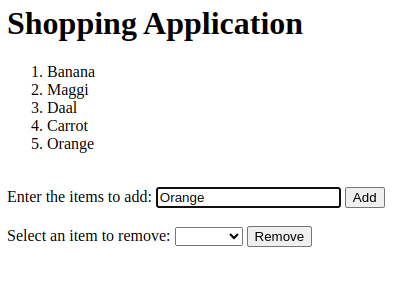 Shopping Application
1. Banana
2. Maggi
3. Daal
4. Carrot
5. Orange
Enter the items to add: Orange Add
Select an item to remove: Remove